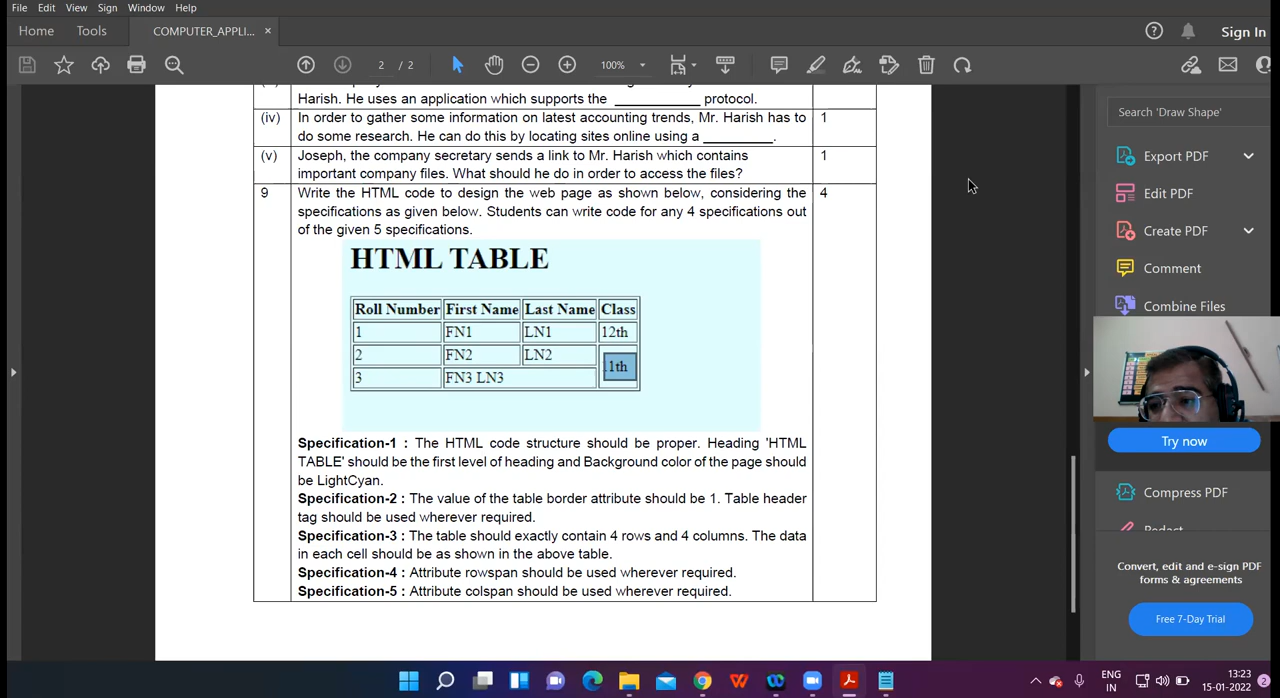 File Edit View Sign Window Help
Home Tools COMPUTER_APPLI... × Sign In
2 / 2 100%
Harish. He uses an application which supports the ___________ protocol.
(iv) In order to gather some information on latest accounting trends, Mr. Harish has to 1
do some research. He can do this by locating sites online using a _________.
(v) Joseph, the company secretary sends a link to Mr. Harish which contains 1
important company files. What should he do in order to access the files?
9 Write the HTML code to design the web page as shown below, considering the 4
specifications as given below. Students can write code for any 4 specifications out
of the given 5 specifications.
HTML TABLE
Roll Number First Name Last Name Class
1 FN1 LN1 12th
2 FN2 LN2
11th
3 FN3 LN3
Specification-1 : The HTML code structure should be proper. Heading 'HTML
TABLE' should be the first level of heading and Background color of the page should
be LightCyan.
Specification-2 : The value of the table border attribute should be 1. Table header
tag should be used wherever required.
Specification-3 : The table should exactly contain 4 rows and 4 columns. The data
in each cell should be as shown in the above table.
Specification-4 : Attribute rowspan should be used wherever required.
Specification-5 : Attribute colspan should be used wherever required.
Search 'Draw Shape'
Export PDF
Edit PDF
Create PDF
Comment
Combine Files
Try now
Compress PDF
Redact
Convert, edit and e-sign PDF
forms & agreements
Free 7-Day Trial
ENG
IN
13:23
15-01-2022
2